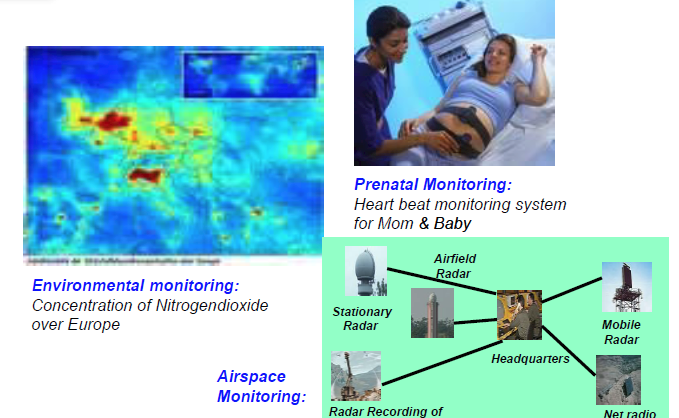 Prenatal Monitoring:
Heart beat monitoring system
for Mom & Baby
Environmental monitoring:
Concentration of Nitrogendioxide
over Europe
Airspace
Monitoring:
Airfield
Radar
Stationary
Radar
Mobile
Radar
Headquarters
Radar Recording of
Net radio